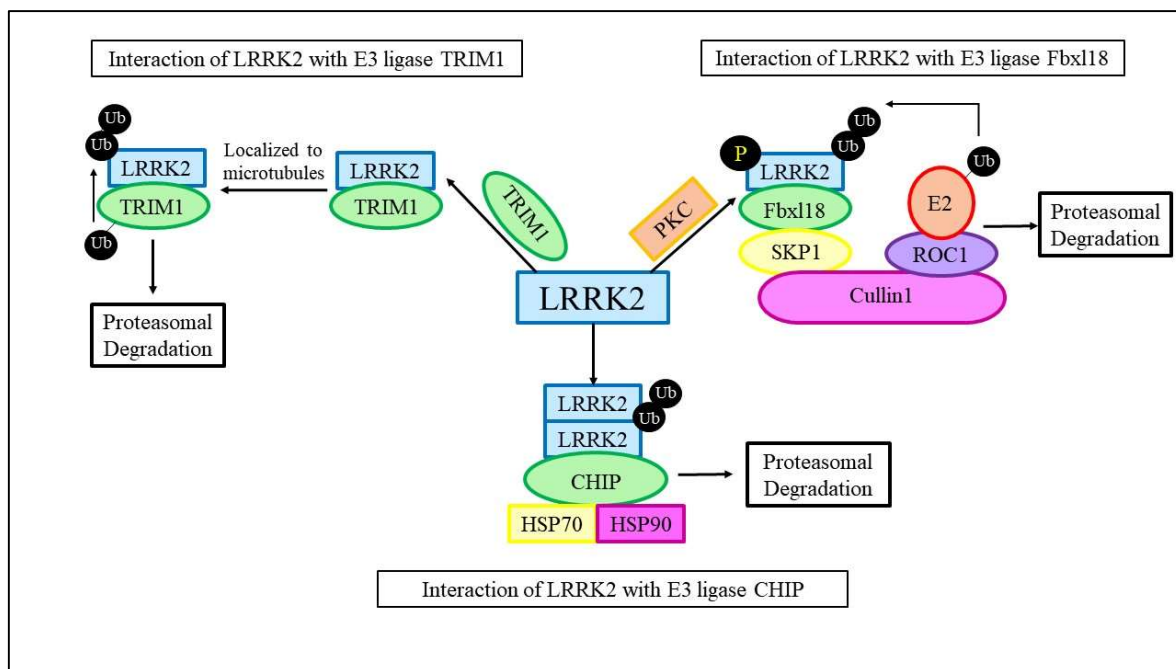 Interaction of LRRK2 with E3 ligase TRIM1
Interaction of LRRK2 with E3 ligase Fbxl18
Ub
Ub
LRRK2
TRIM1
Ub
Localized to
microtubules
LRRK2
TRIM1
TRIM1
Proteasomal
Degradation
PKC
P
LRRK2
Ub
Ub
Fbxl18
SKP1
Cullin1
Ub
E2
ROC1
Proteasomal
Degradation
LRRK2
LRRK2
LRRK2
Ub
Ub
CHIP
HSP70
HSP90
Proteasomal
Degradation
Interaction of LRRK2 with E3 ligase CHIP